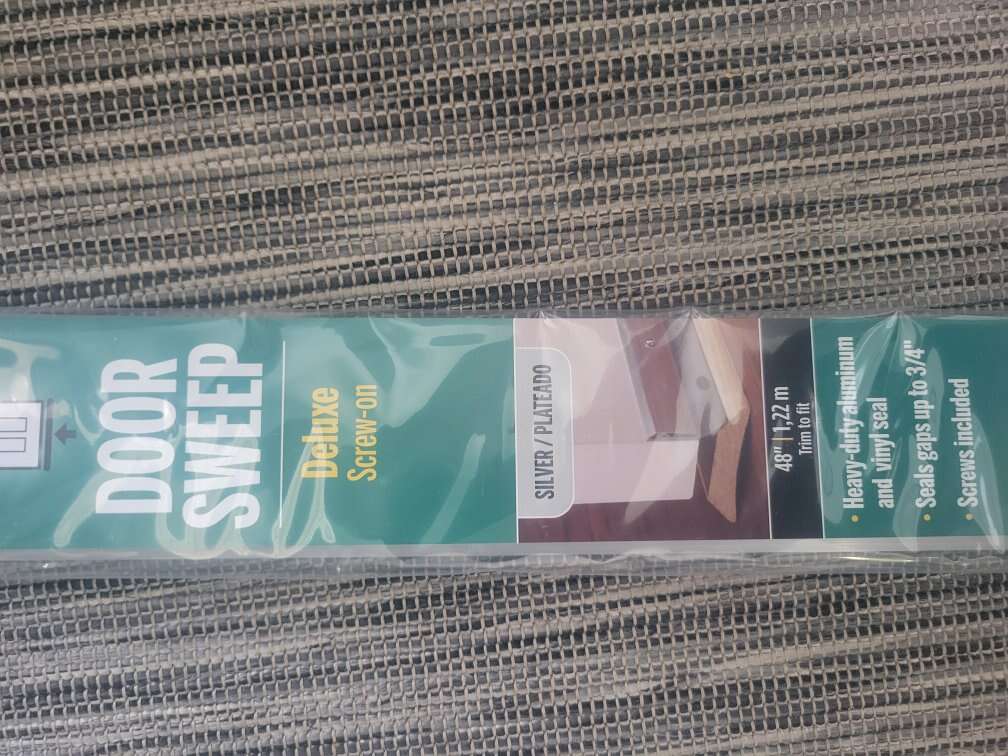 DOOR
SWEEP
Deluxe
Screw-on
SILVER / PLATEADO
48" | 1,22 m
Trim to fit
• Heavy-duty aluminum
and vinyl seal
• Seals gaps up to 3/4"
• Screws included